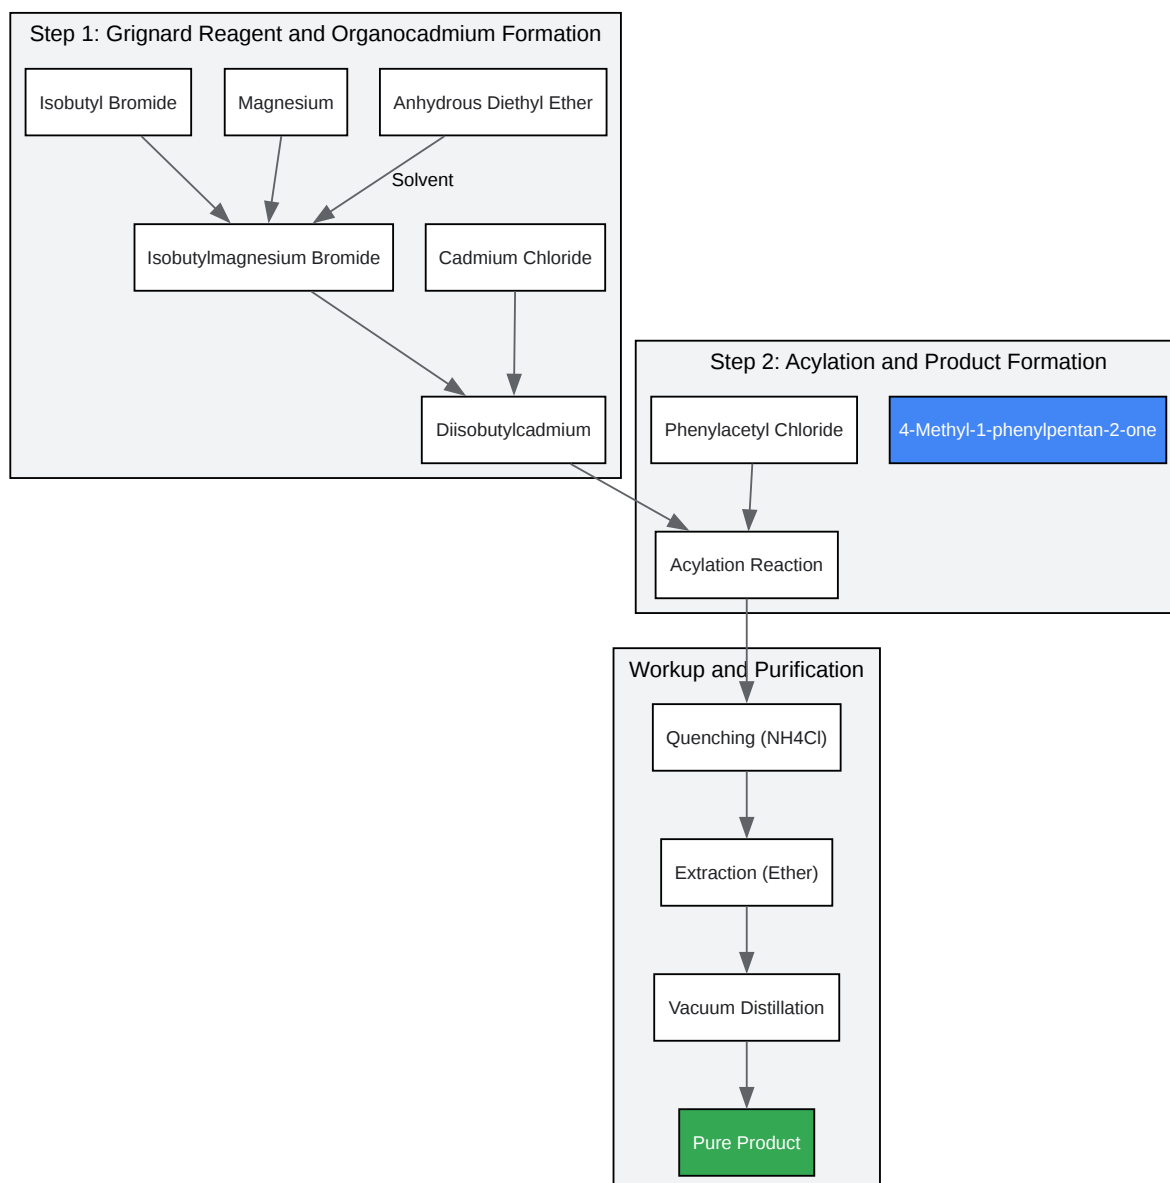 Step 1: Grignard Reagent and Organocadmium Formation
Isobutyl Bromide
Magnesium
Anhydrous Diethyl Ether
Solvent
Isobutylmagnesium Bromide
Cadmium Chloride
Diisobutylcadmium
Step 2: Acylation and Product Formation
Phenylacetyl Chloride
4-Methyl-1-phenylpentan-2-one
Acylation Reaction
Workup and Purification
Quenching (NH4Cl)
Extraction (Ether)
Vacuum Distillation
Pure Product